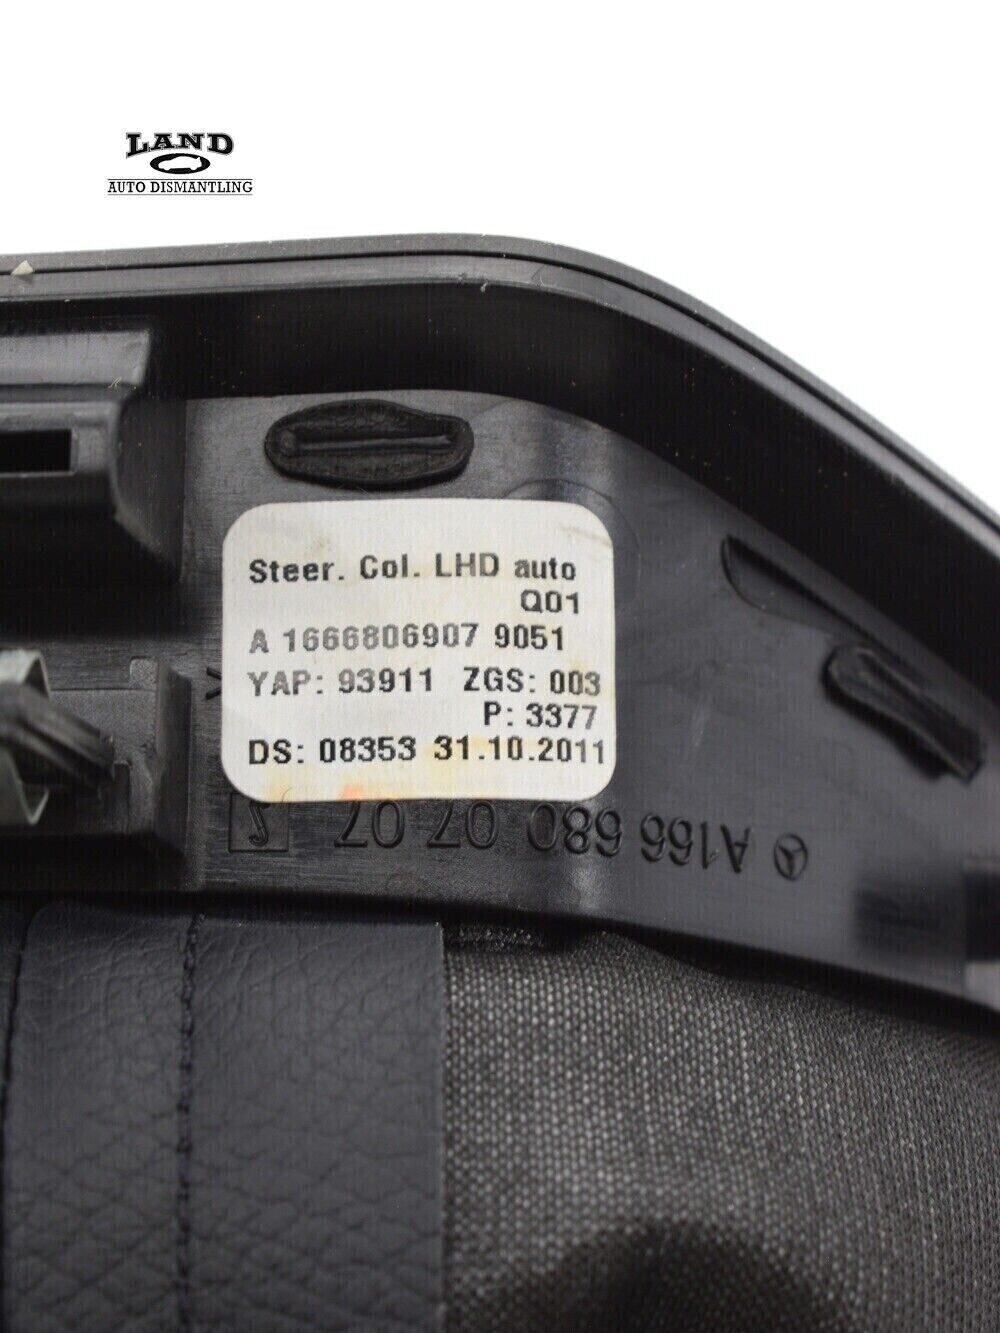 LAND
AUTO DISMANTLING
Steer. Col. LHD auto
Q01
A 1666806907 9051
YAP: 93911 ZGS: 003
P: 3377
DS: 08353 31.10.2011
A166 680 07 07